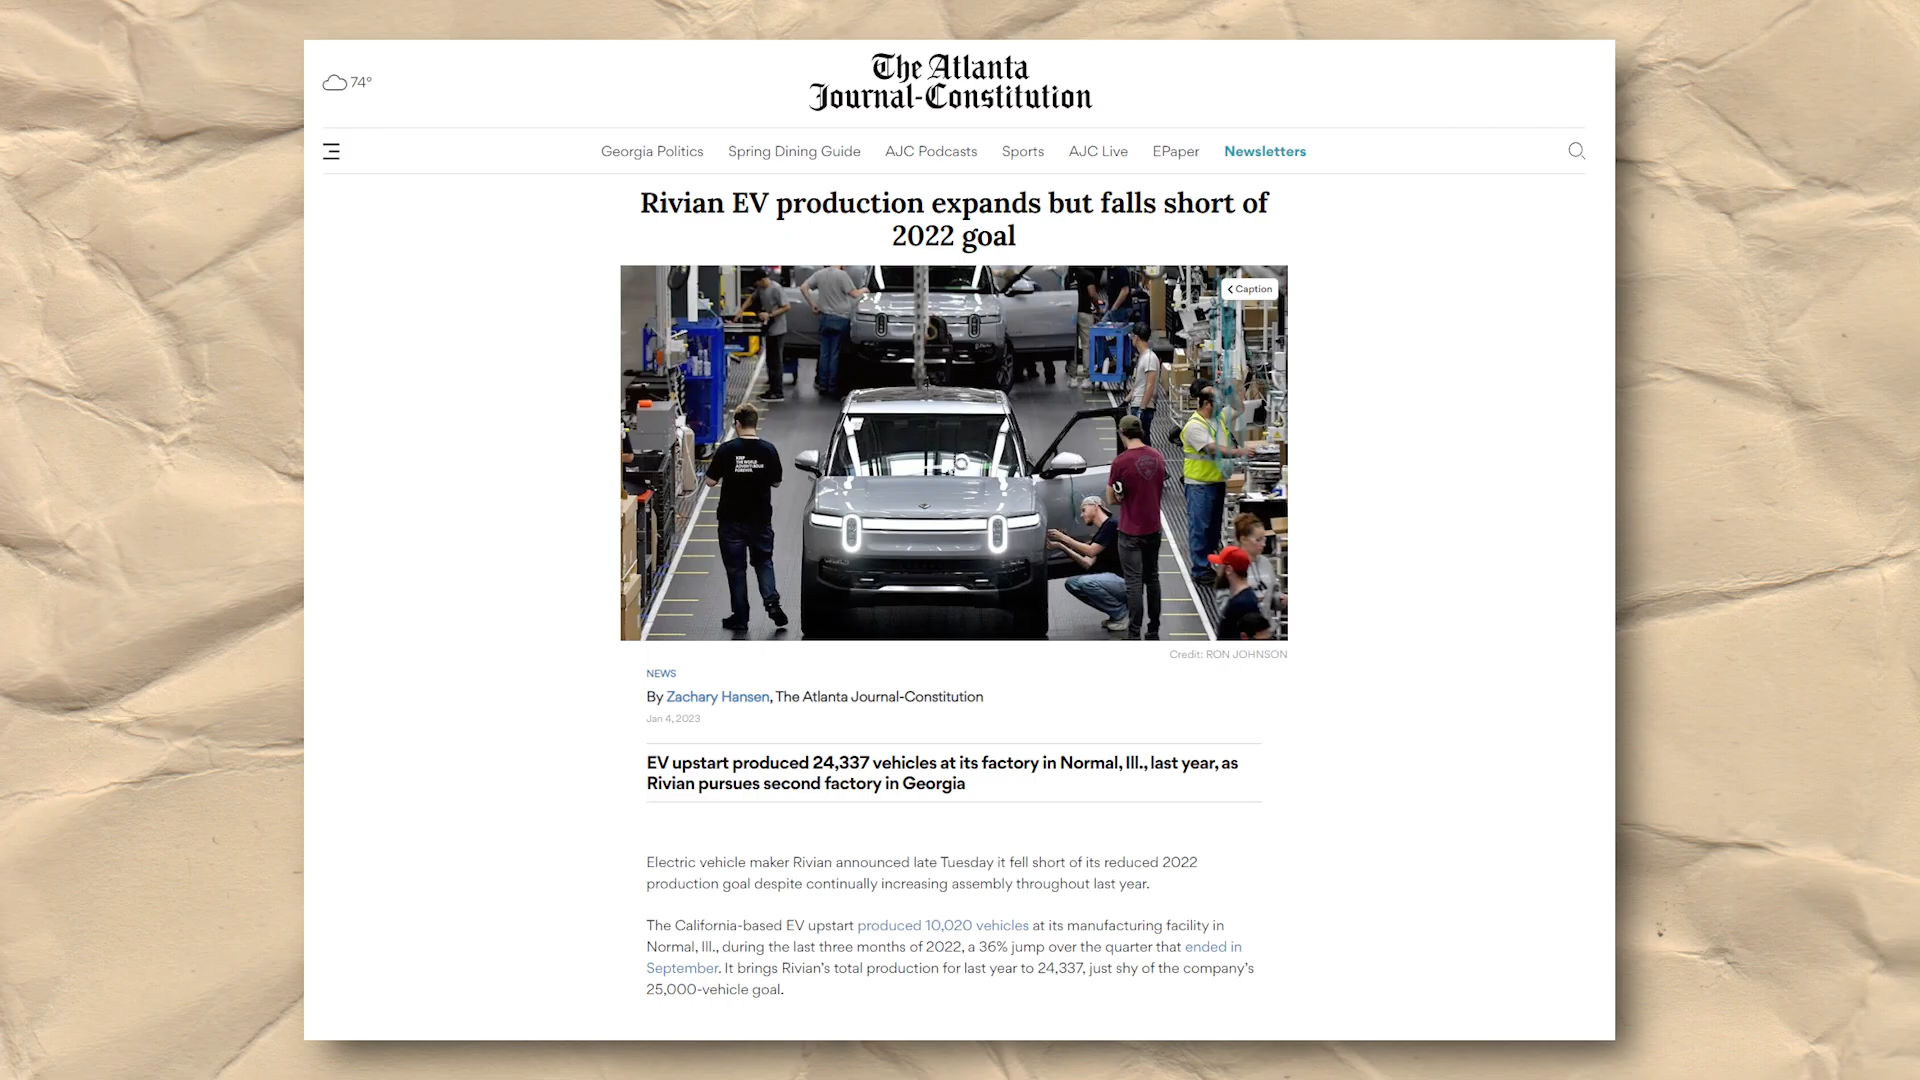 74°
The Atlanta
Journal-Constitution
Georgia Politics Spring Dining Guide AJC Podcasts Sports AJC Live EPaper Newsletters
Rivian EV production expands but falls short of
2022 goal
Caption
KEEP
THE WORLD
ADVENTUROUS
FOREVER.
Credit: RON JOHNSON
NEWS
By Zachary Hansen, The Atlanta Journal-Constitution
Jan 4, 2023
EV upstart produced 24,337 vehicles at its factory in Normal, Ill., last year, as
Rivian pursues second factory in Georgia
Electric vehicle maker Rivian announced late Tuesday it fell short of its reduced 2022
production goal despite continually increasing assembly throughout last year.
The California-based EV upstart produced 10,020 vehicles at its manufacturing facility in
Normal, Ill., during the last three months of 2022, a 36% jump over the quarter that ended in
September. It brings Rivian's total production for last year to 24,337, just shy of the company's
25,000-vehicle goal.